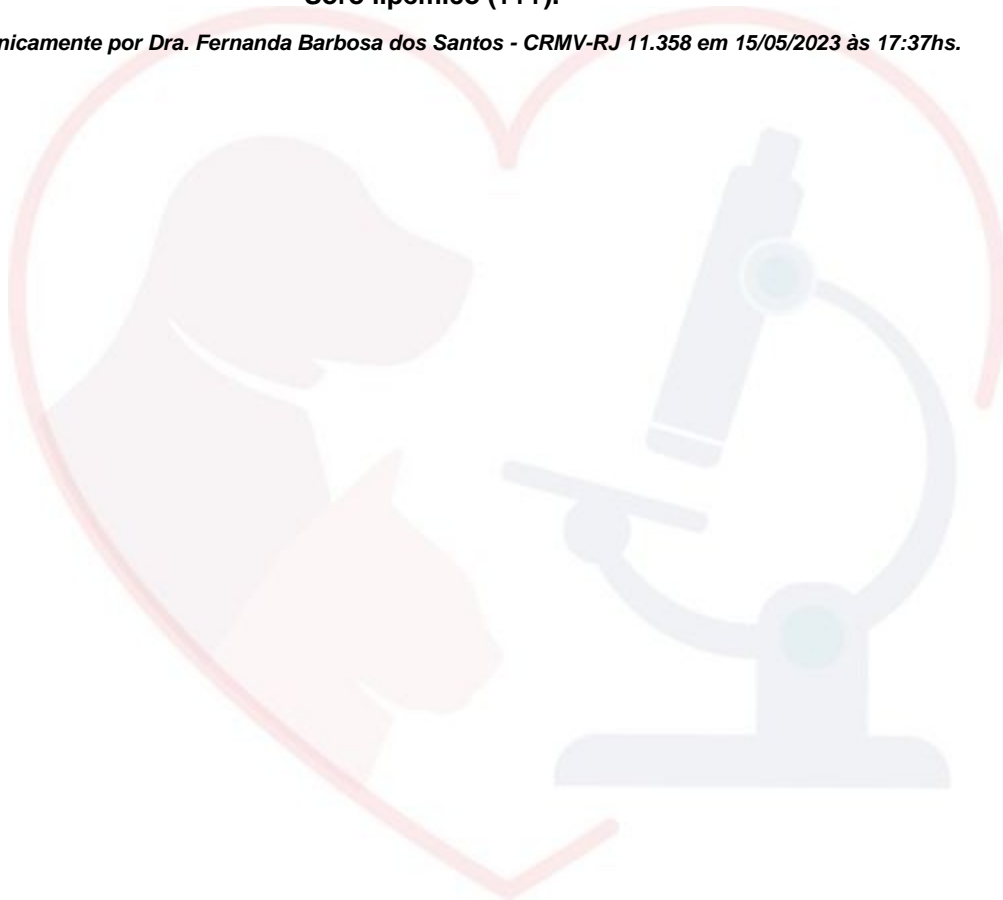 Soro lipêmico (+++).
nicamente por Dra. Fernanda Barbosa dos Santos - CRMV-RJ 11.358 em 15/05/2023 às 17:37hs.